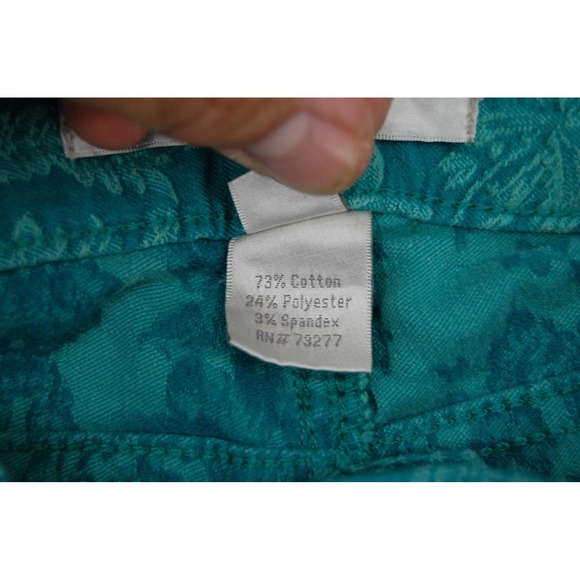 73% Cotton
24% Polyester
3% Spandex
RN# 73277